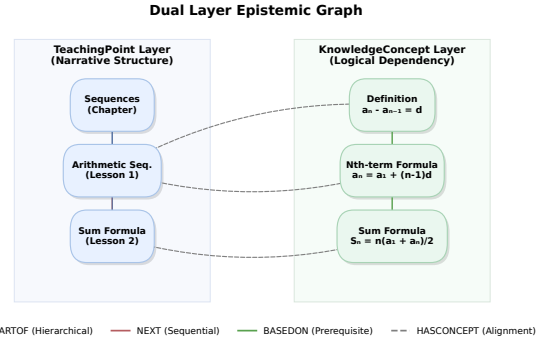 Dual Layer Epistemic Graph
TeachingPoint Layer
(Narrative Structure)
Sequences
(Chapter)
Arithmetic Seq.
(Lesson 1)
Sum Formula
(Lesson 2)
KnowledgeConcept Layer
(Logical Dependency)
Definition
aₙ - aₙ₋₁ = d
Nth-term Formula
aₙ = a₁ + (n-1)d
Sum Formula
Sₙ = n(a₁ + aₙ)/2
ARTOF (Hierarchical)
NEXT (Sequential)
BASEDON (Prerequisite)
HASCONCEPT (Alignment)